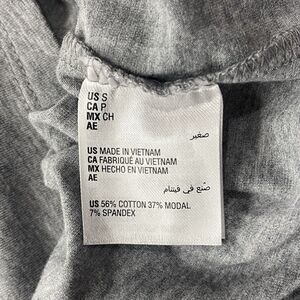 US S
CA P
MX CH
AE
صغير
US MADE IN VIETNAM
CA FABRIQUÉ AU VIETNAM
MX HECHO EN VIETNAM
AE
صُنع في فيتنام
US 56% COTTON 37% MODAL
7% SPANDEX